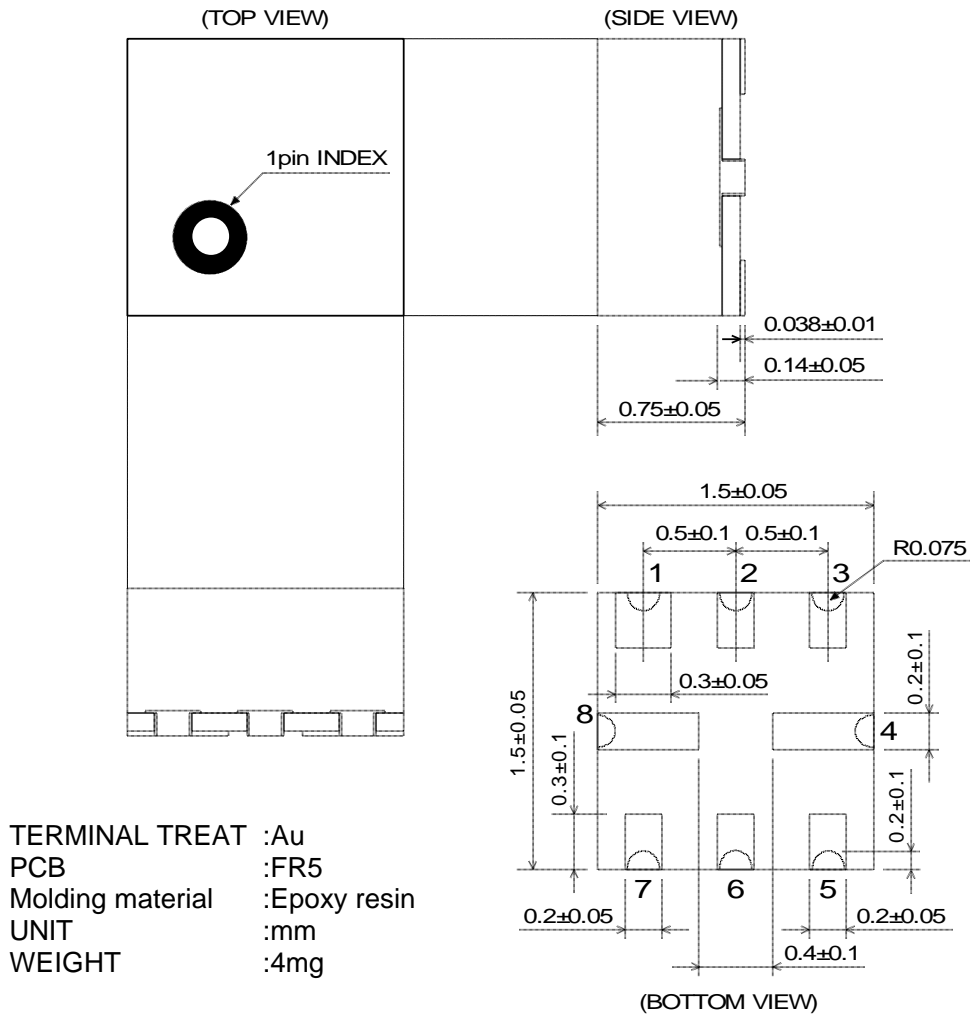 (TOP VIEW)
(SIDE VIEW)
1pin INDEX
0.038±0.01
0.14±0.05
0.75±0.05
1.5±0.05
0.5±0.1
0.5±0.1
R0.075
1
2
3
0.3±0.05
0.2±0.1
8
4
1.5±0.05
0.3±0.1
0.2±0.1
7
6
5
0.2±0.05
0.2±0.05
0.4±0.1
(BOTTOM VIEW)
TERMINAL TREAT :Au
PCB :FR5
Molding material :Epoxy resin
UNIT :mm
WEIGHT :4mg